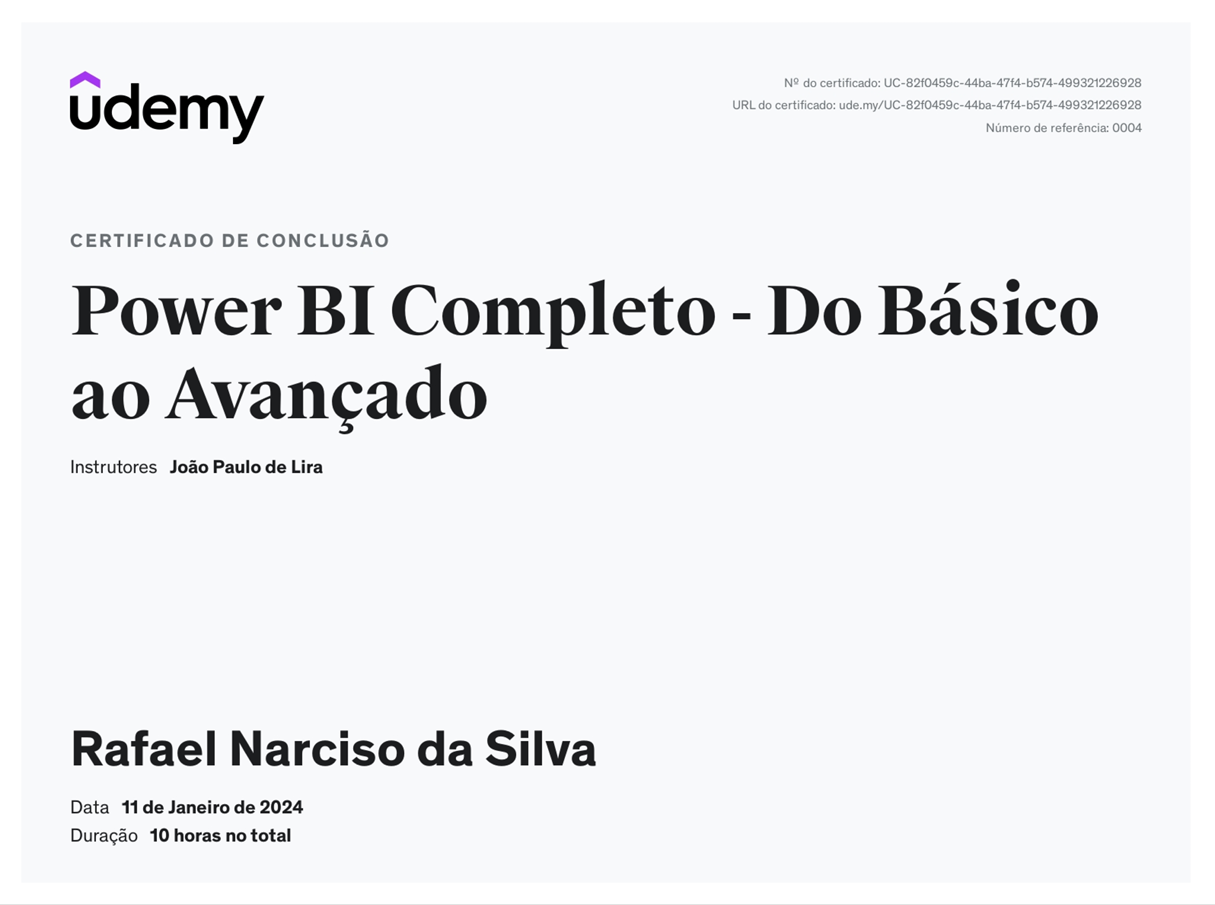 udemy
Nº do certificado: UC-82f0459c-44ba-47f4-b574-499321226928
URL do certificado: ude.my/UC-82f0459c-44ba-47f4-b574-499321226928
Número de referência: 0004
CERTIFICADO DE CONCLUSÃO
Power BI Completo - Do Básico
ao Avançado
Instrutores João Paulo de Lira
Rafael Narciso da Silva
Data 11 de Janeiro de 2024
Duração 10 horas no total